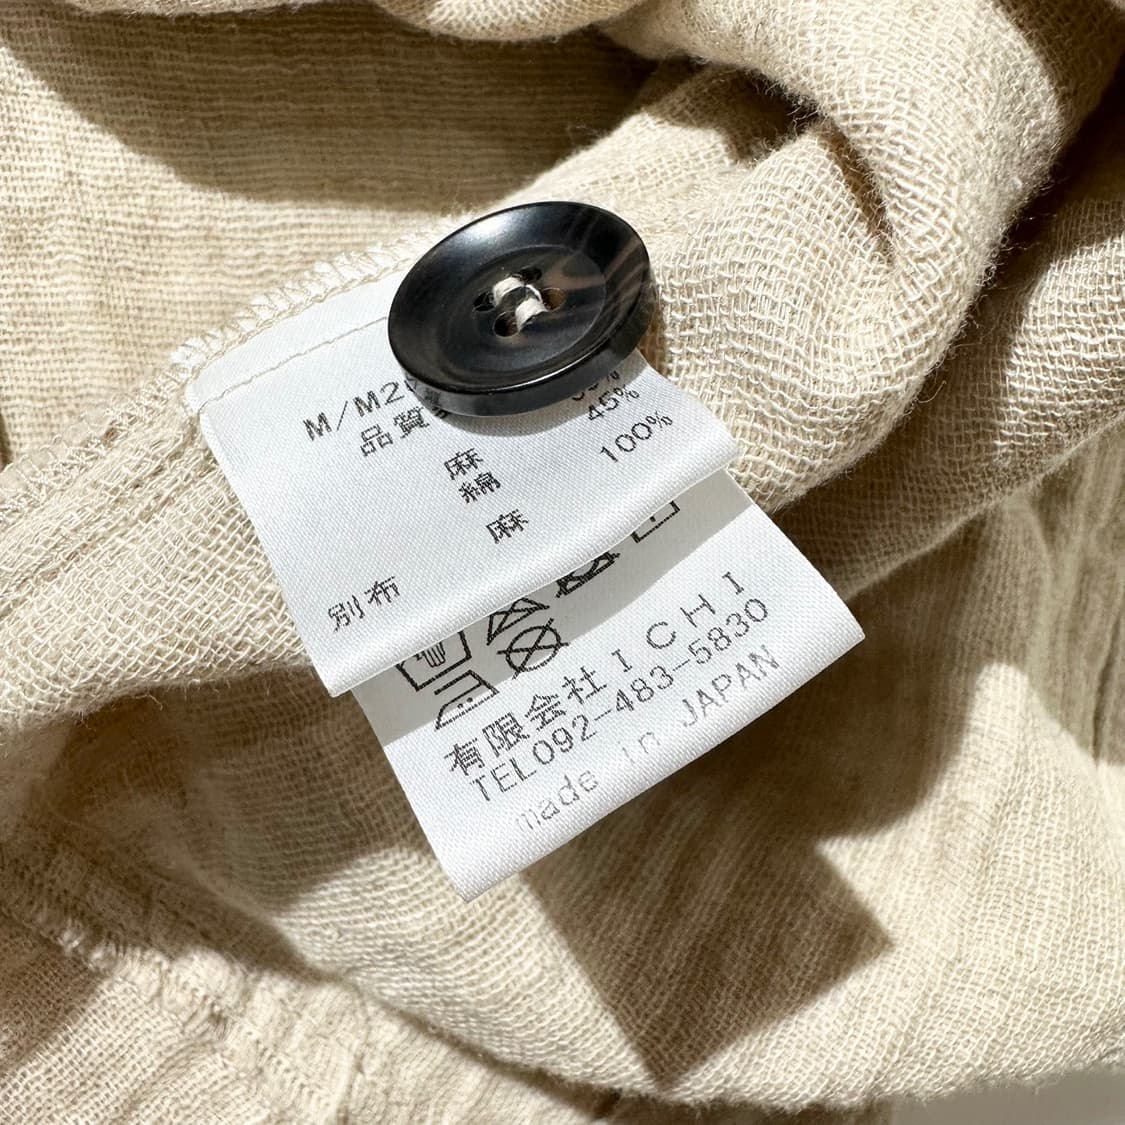 M/M2
品質
麻
綿 45%
麻 100%
別布
有限会社ICHI
TEL092-483-5830
made in JAPAN